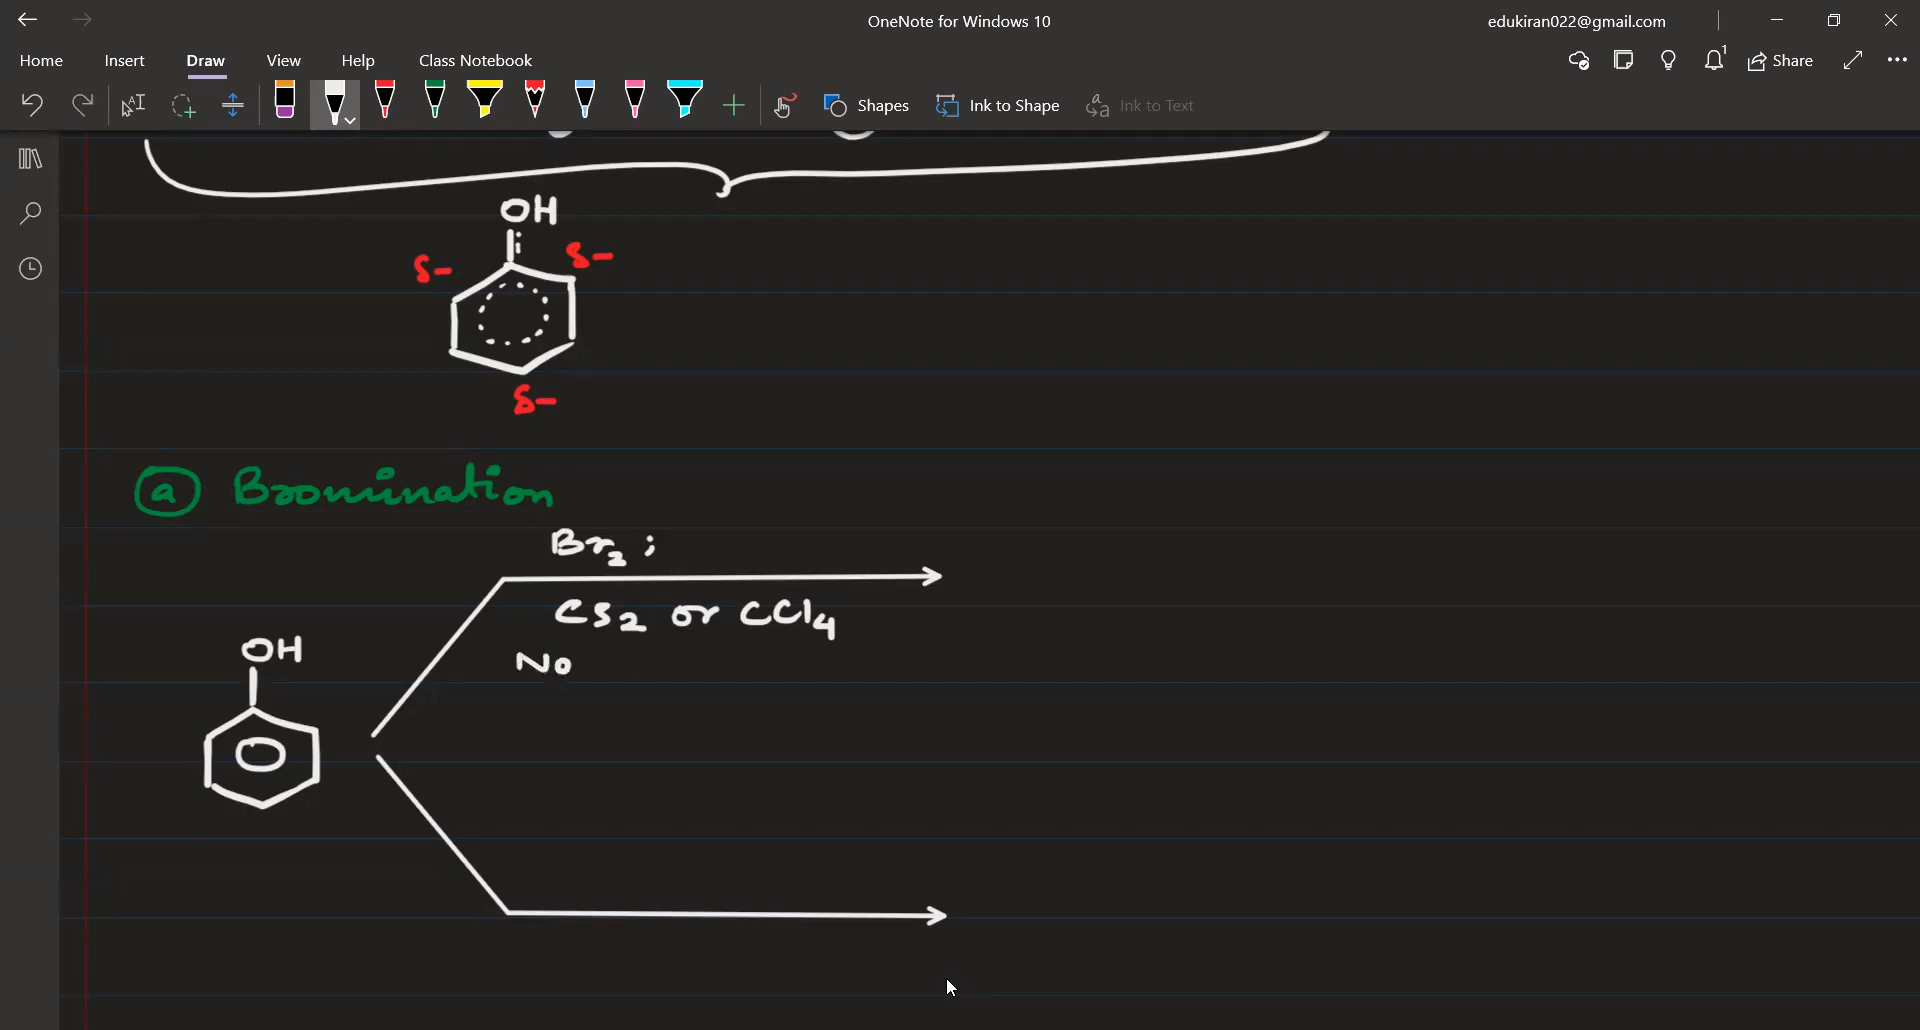 OneNote for Windows 10
edukiran022@gmail.com
Home Insert Draw View Help Class Notebook
1
Share
Shapes Ink to Shape Ink to Text
OH
δ- δ-
δ-
a Bromination
Br2 ;
CS2 or CCl4
No
OH